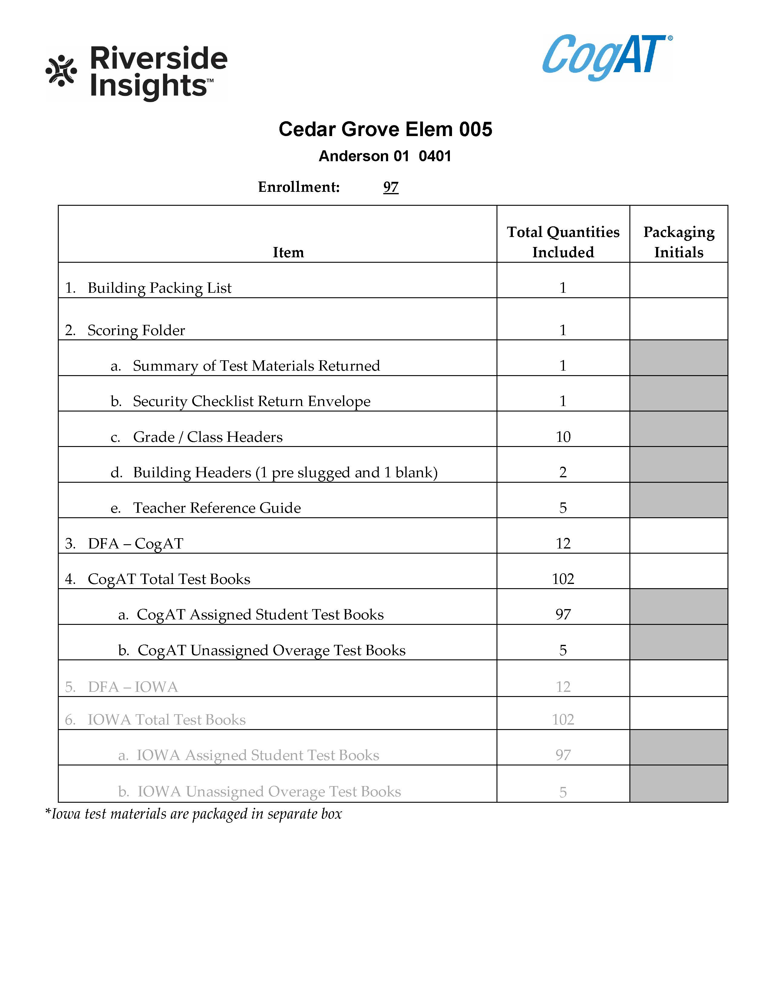 Riverside
Insights™
CogAT®
Cedar Grove Elem 005
Anderson 01 0401
Enrollment: 97
Item
Total Quantities
Included
Packaging
Initials
1. Building Packing List 1
2. Scoring Folder 1
a. Summary of Test Materials Returned 1
b. Security Checklist Return Envelope 1
c. Grade / Class Headers 10
d. Building Headers (1 pre slugged and 1 blank) 2
e. Teacher Reference Guide 5
3. DFA – CogAT 12
4. CogAT Total Test Books 102
a. CogAT Assigned Student Test Books 97
b. CogAT Unassigned Overage Test Books 5
5. DFA – IOWA 12
6. IOWA Total Test Books 102
a. IOWA Assigned Student Test Books 97
b. IOWA Unassigned Overage Test Books 5
*Iowa test materials are packaged in separate box